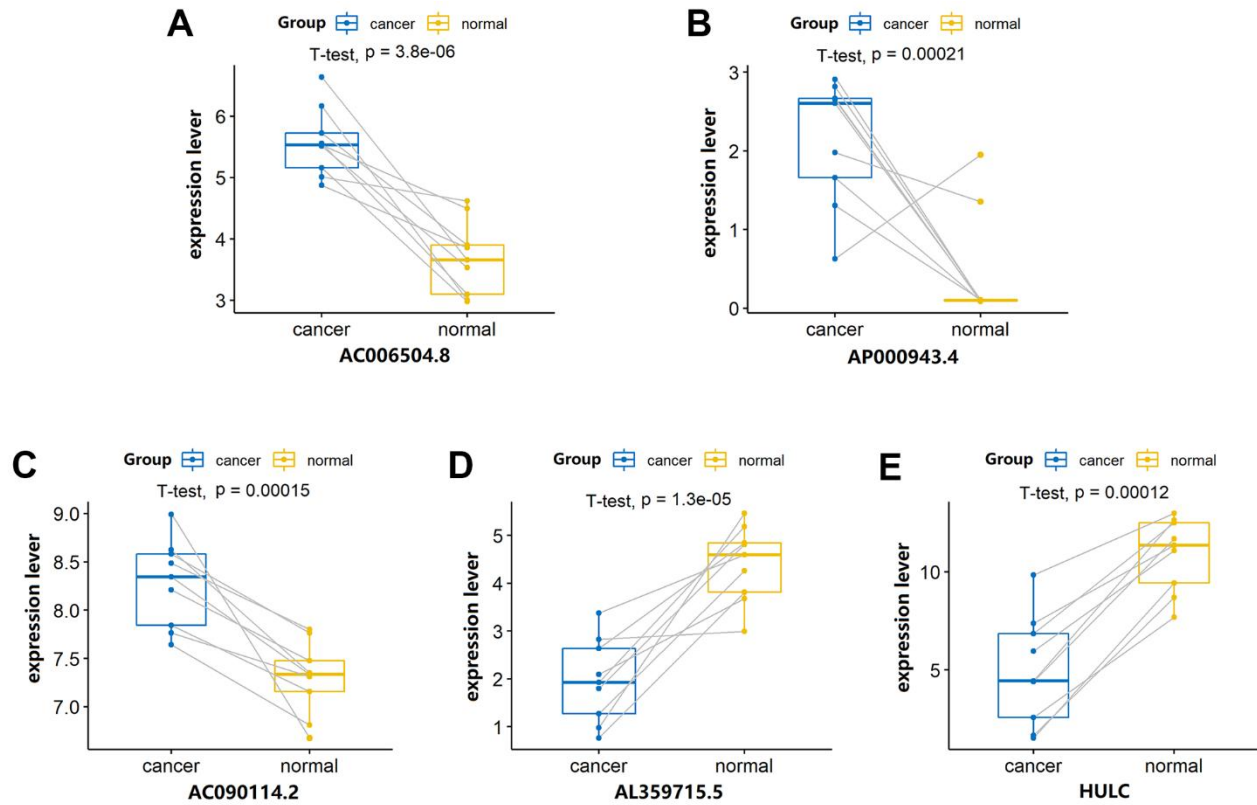 A
Group cancer normal
T-test, p = 3.8e-06
expression lever
6
5
4
3
cancer normal
AC006504.8
B
Group cancer normal
T-test, p = 0.00021
expression lever
3
2
1
0
cancer normal
AP000943.4
C
Group cancer normal
T-test, p = 0.00015
expression lever
9.0
8.5
8.0
7.5
7.0
cancer normal
AC090114.2
D
Group cancer normal
T-test, p = 1.3e-05
expression lever
5
4
3
2
1
cancer normal
AL359715.5
E
Group cancer normal
T-test, p = 0.00012
expression lever
10
5
cancer normal
HULC